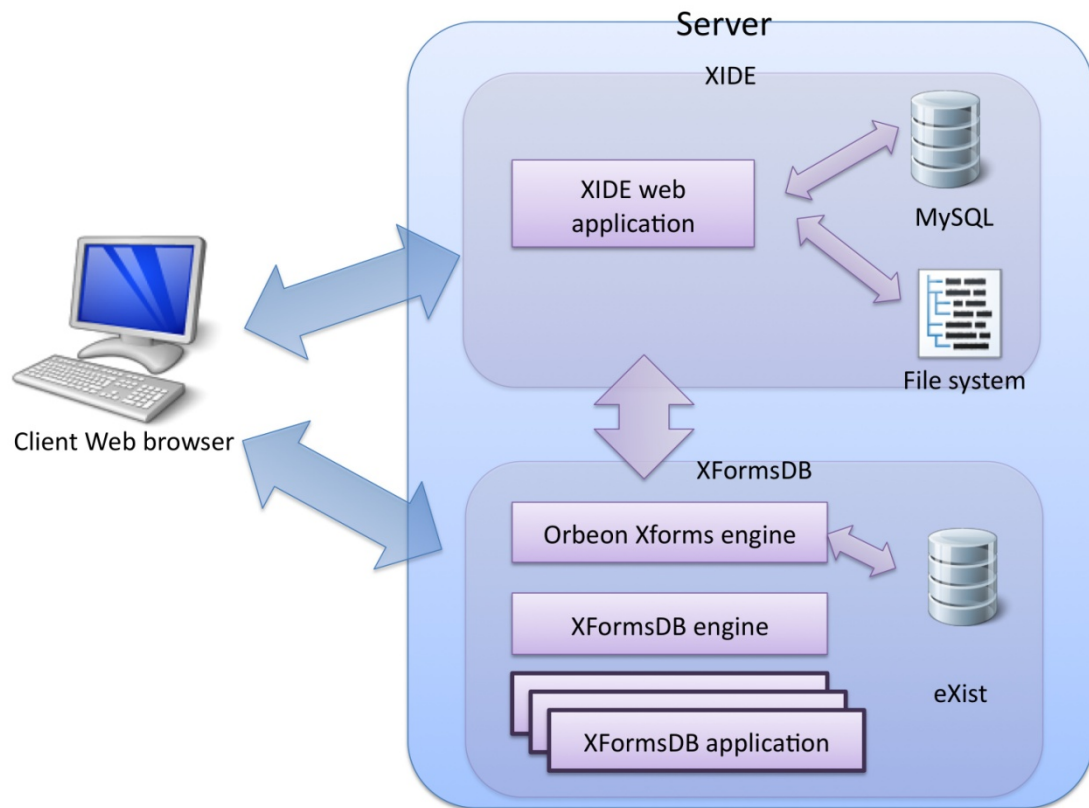 Server
XIDE
XIDE web
application
MySQL
File system
Client Web browser
XFormsDB
Orbeon Xforms engine
XFormsDB engine
eXist
XFormsDB application